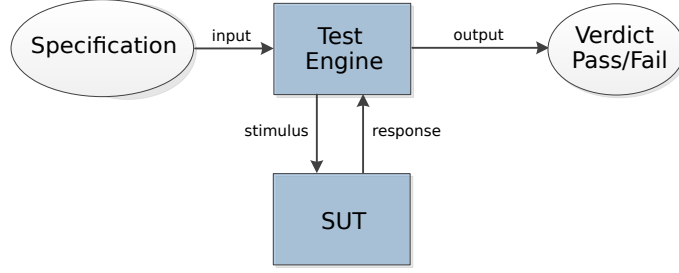 Specification
input
Test
Engine
output
Verdict
Pass/Fail
stimulus
response
SUT